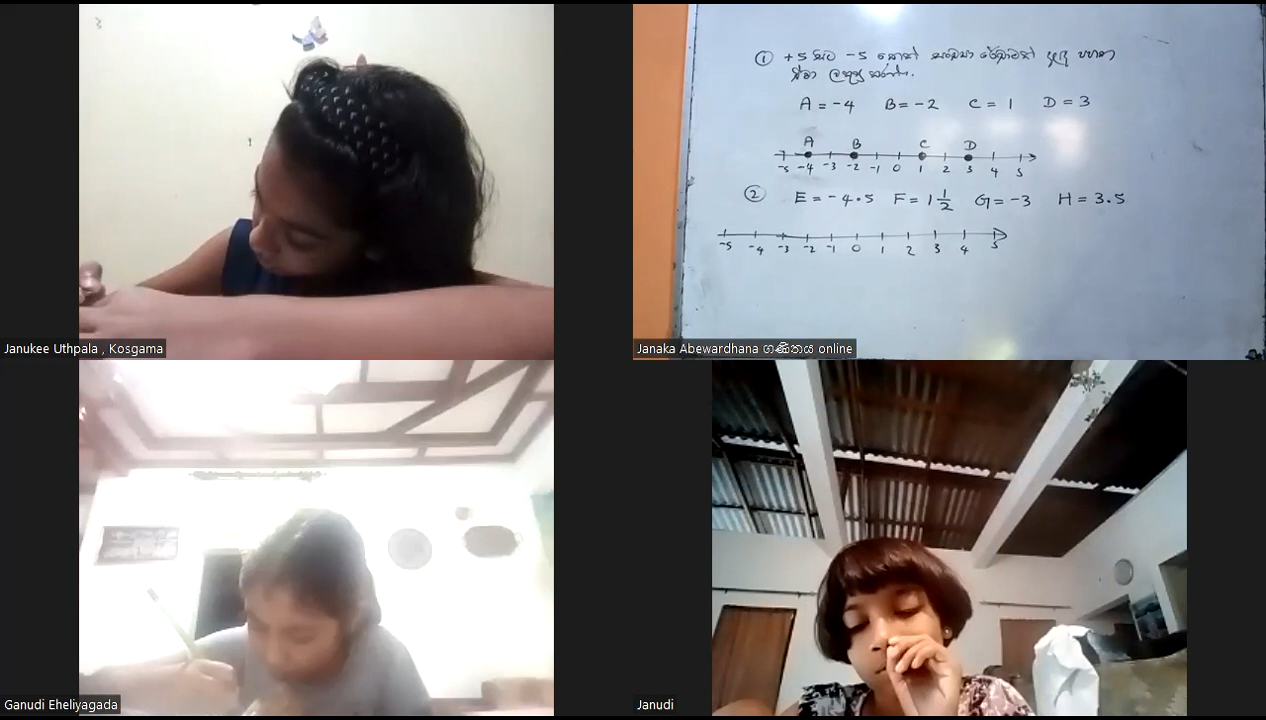 ① +5 සිට -5 තෙක්
A = -4 B = -2 C = 1 D = 3
A B C D
-5 -4 -3 -2 -1 0 1 2 3 4 5
② E = -4.5 F = 1 1/2 G = -3 H = 3.5
-5 -4 -3 -2 -1 0 1 2 3 4 5
Janukee Uthpala , Kosgama
Janaka Abewardhana ගණිතය online
Ganudi Eheliyagada
Janudi